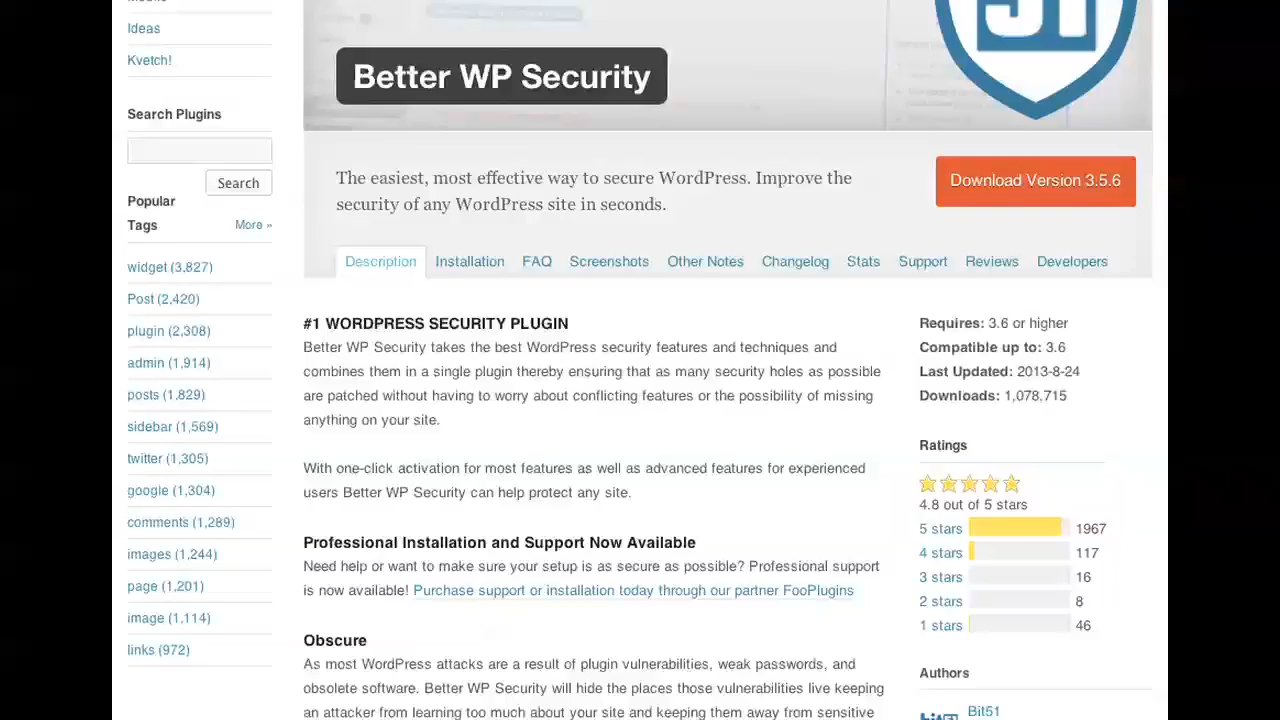 Ideas
Kvetch!
Search Plugins
Search
Popular
Tags
More »
widget (3,827)
Post (2,420)
plugin (2,308)
admin (1,914)
posts (1,829)
sidebar (1,569)
twitter (1,305)
google (1,304)
comments (1,289)
images (1,244)
page (1,201)
image (1,114)
links (972)
Better WP Security
The easiest, most effective way to secure WordPress. Improve the
security of any WordPress site in seconds.
Download Version 3.5.6
Description Installation FAQ Screenshots Other Notes Changelog Stats Support Reviews Developers
#1 WORDPRESS SECURITY PLUGIN
Better WP Security takes the best WordPress security features and techniques and
combines them in a single plugin thereby ensuring that as many security holes as possible
are patched without having to worry about conflicting features or the possibility of missing
anything on your site.
With one-click activation for most features as well as advanced features for experienced
users Better WP Security can help protect any site.
Professional Installation and Support Now Available
Need help or want to make sure your setup is as secure as possible? Professional support
is now available! Purchase support or installation today through our partner FooPlugins
Obscure
As most WordPress attacks are a result of plugin vulnerabilities, weak passwords, and
obsolete software. Better WP Security will hide the places those vulnerabilities live keeping
an attacker from learning too much about your site and keeping them away from sensitive
Requires: 3.6 or higher
Compatible up to: 3.6
Last Updated: 2013-8-24
Downloads: 1,078,715
Ratings
4.8 out of 5 stars
5 stars 1967
4 stars 117
3 stars 16
2 stars 8
1 stars 46
Authors
Bit51